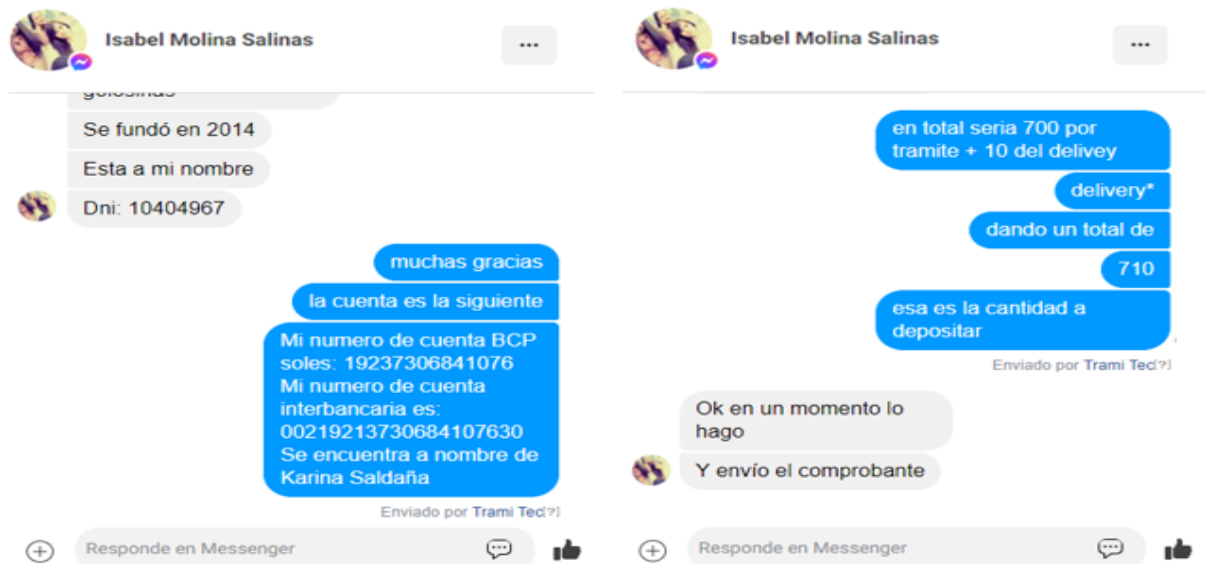 Isabel Molina Salinas
...
golosinas
Se fundó en 2014
Esta a mi nombre
Dni: 10404967
muchas gracias
la cuenta es la siguiente
Mi numero de cuenta BCP
soles: 19237306841076
Mi numero de cuenta
interbancaria es:
00219213730684107630
Se encuentra a nombre de
Karina Saldaña
Enviado por Trami Tec[?]
Responde en Messenger
Isabel Molina Salinas
...
en total seria 700 por
tramite + 10 del delivey
delivery*
dando un total de
710
esa es la cantidad a
depositar
Enviado por Trami Tec[?]
Ok en un momento lo
hago
Y envío el comprobante
Responde en Messenger